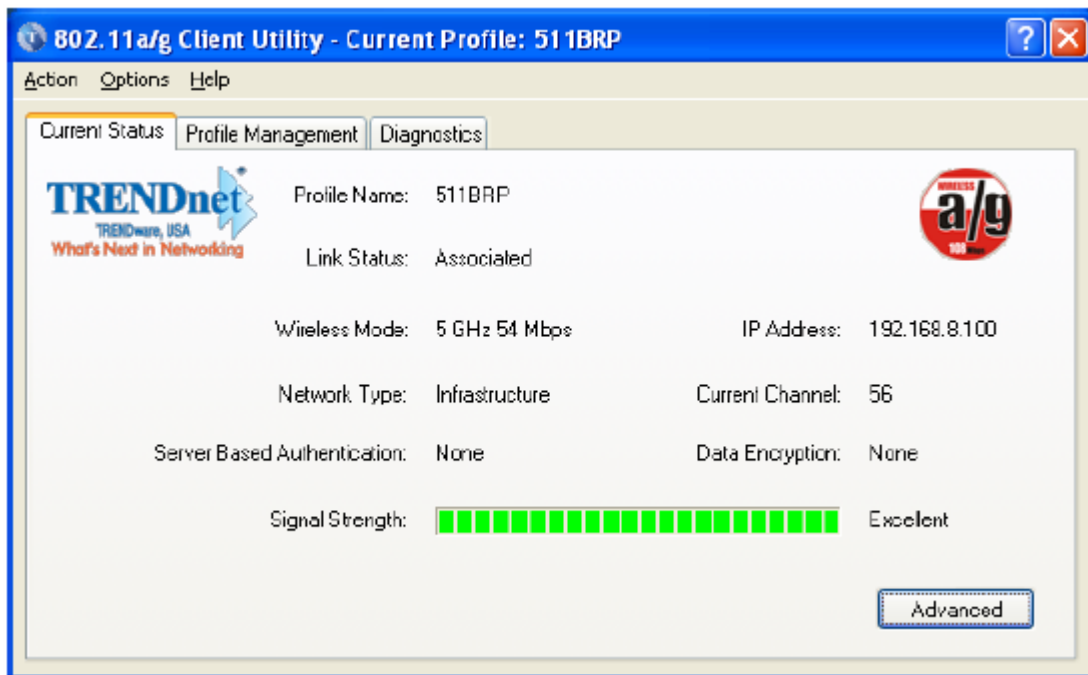 802.11a/g Client Utility - Current Profile: 511BRP
Action Options Help
Current Status Profile Management Diagnostics
TRENDnet
TRENDware, USA
What's Next in Networking
Profile Name: 511BRP
WIRELESS
a/g
108Mbps
Link Status: Associated
Wireless Mode: 5 GHz 54 Mbps IP Address: 192.168.8.100
Network Type: Infrastructure Current Channel: 56
Server Based Authentication: None Data Encryption: None
Signal Strength: Excellent
Advanced